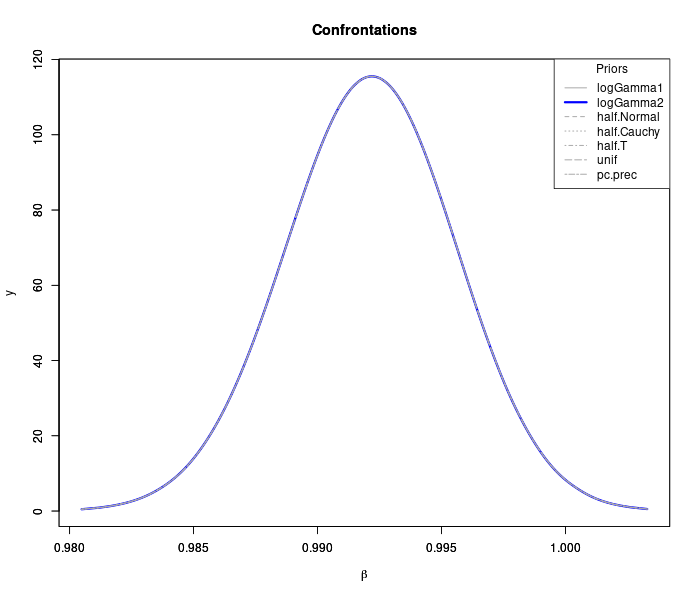 Confrontations
Priors
logGamma1
logGamma2
half.Normal
half.Cauchy
half.T
unif
pc.prec
120
100
80
60
40
20
0
y
0.980 0.985 0.990 0.995 1.000
β